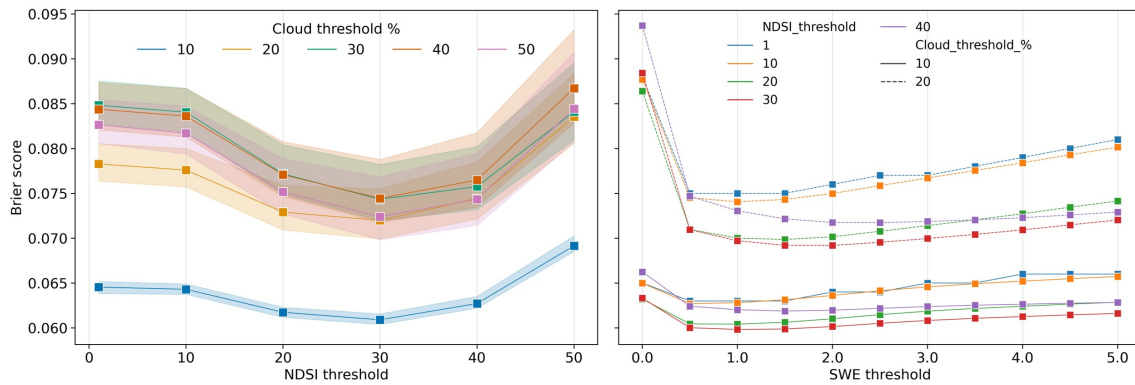 Cloud threshold %
10 20 30 40 50
Brier score
0.095
0.090
0.085
0.080
0.075
0.070
0.065
0.060
0 10 20 30 40 50
NDSI threshold
NDSI_threshold
1
10
20
30
40
Cloud_threshold_%
10
20
0.0 1.0 2.0 3.0 4.0 5.0
SWE threshold